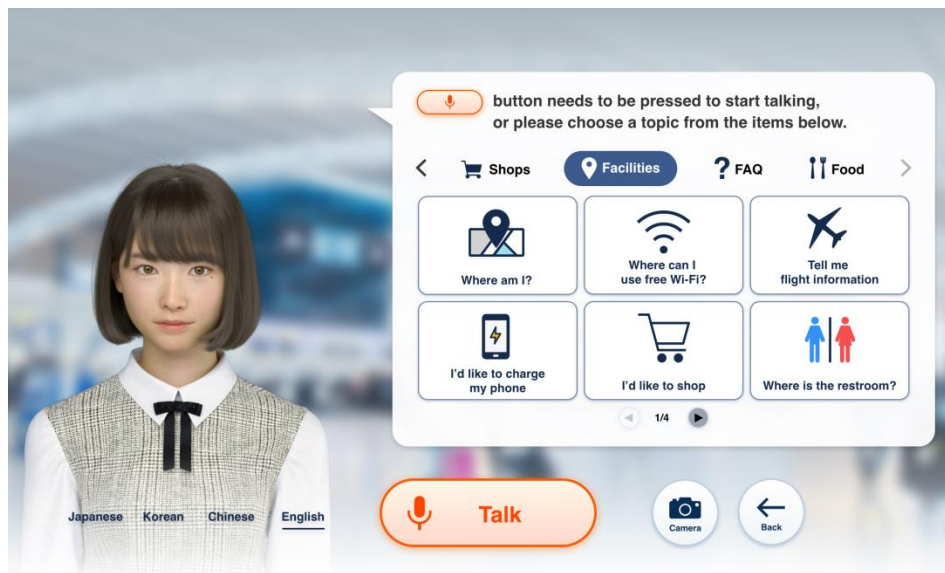 button needs to be pressed to start talking,
or please choose a topic from the items below.
Shops
Facilities
FAQ
Food
Where am I?
Where can I
use free Wi-Fi?
Tell me
flight information
I'd like to charge
my phone
I'd like to shop
Where is the restroom?
1/4
Japanese
Korean
Chinese
English
Talk
Camera
Back